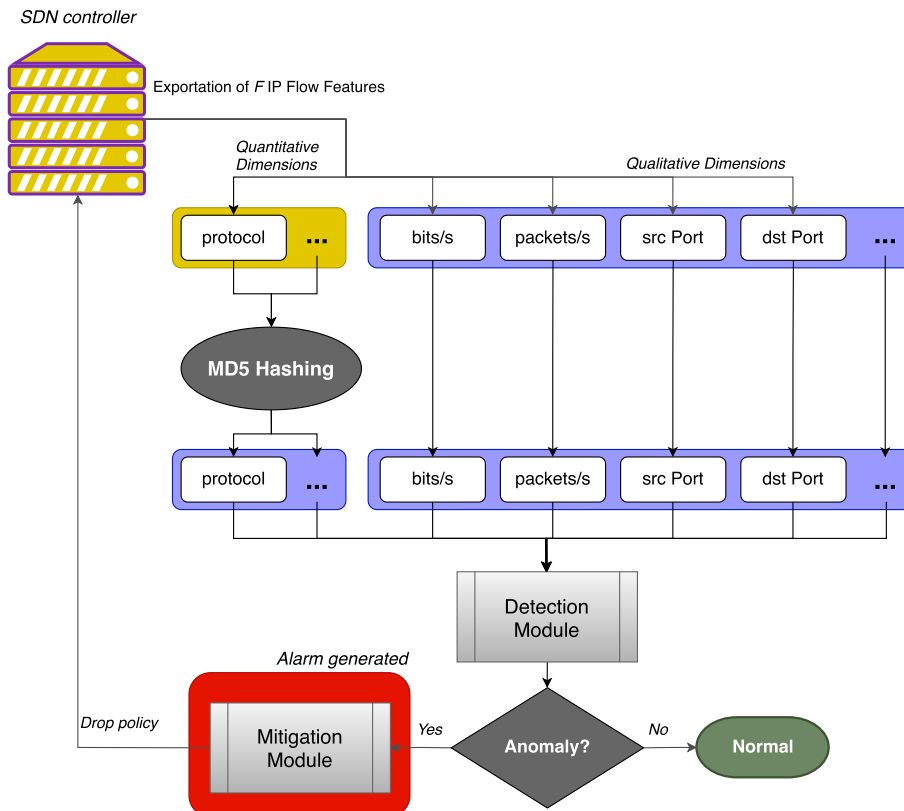 SDN controller
Exportation of F IP Flow Features
Quantitative
Dimensions
Qualitative Dimensions
protocol
...
bits/s
packets/s
src Port
dst Port
...
MD5 Hashing
protocol
...
bits/s
packets/s
src Port
dst Port
...
Detection
Module
Alarm generated
Drop policy
Mitigation
Module
Yes
Anomaly?
No
Normal